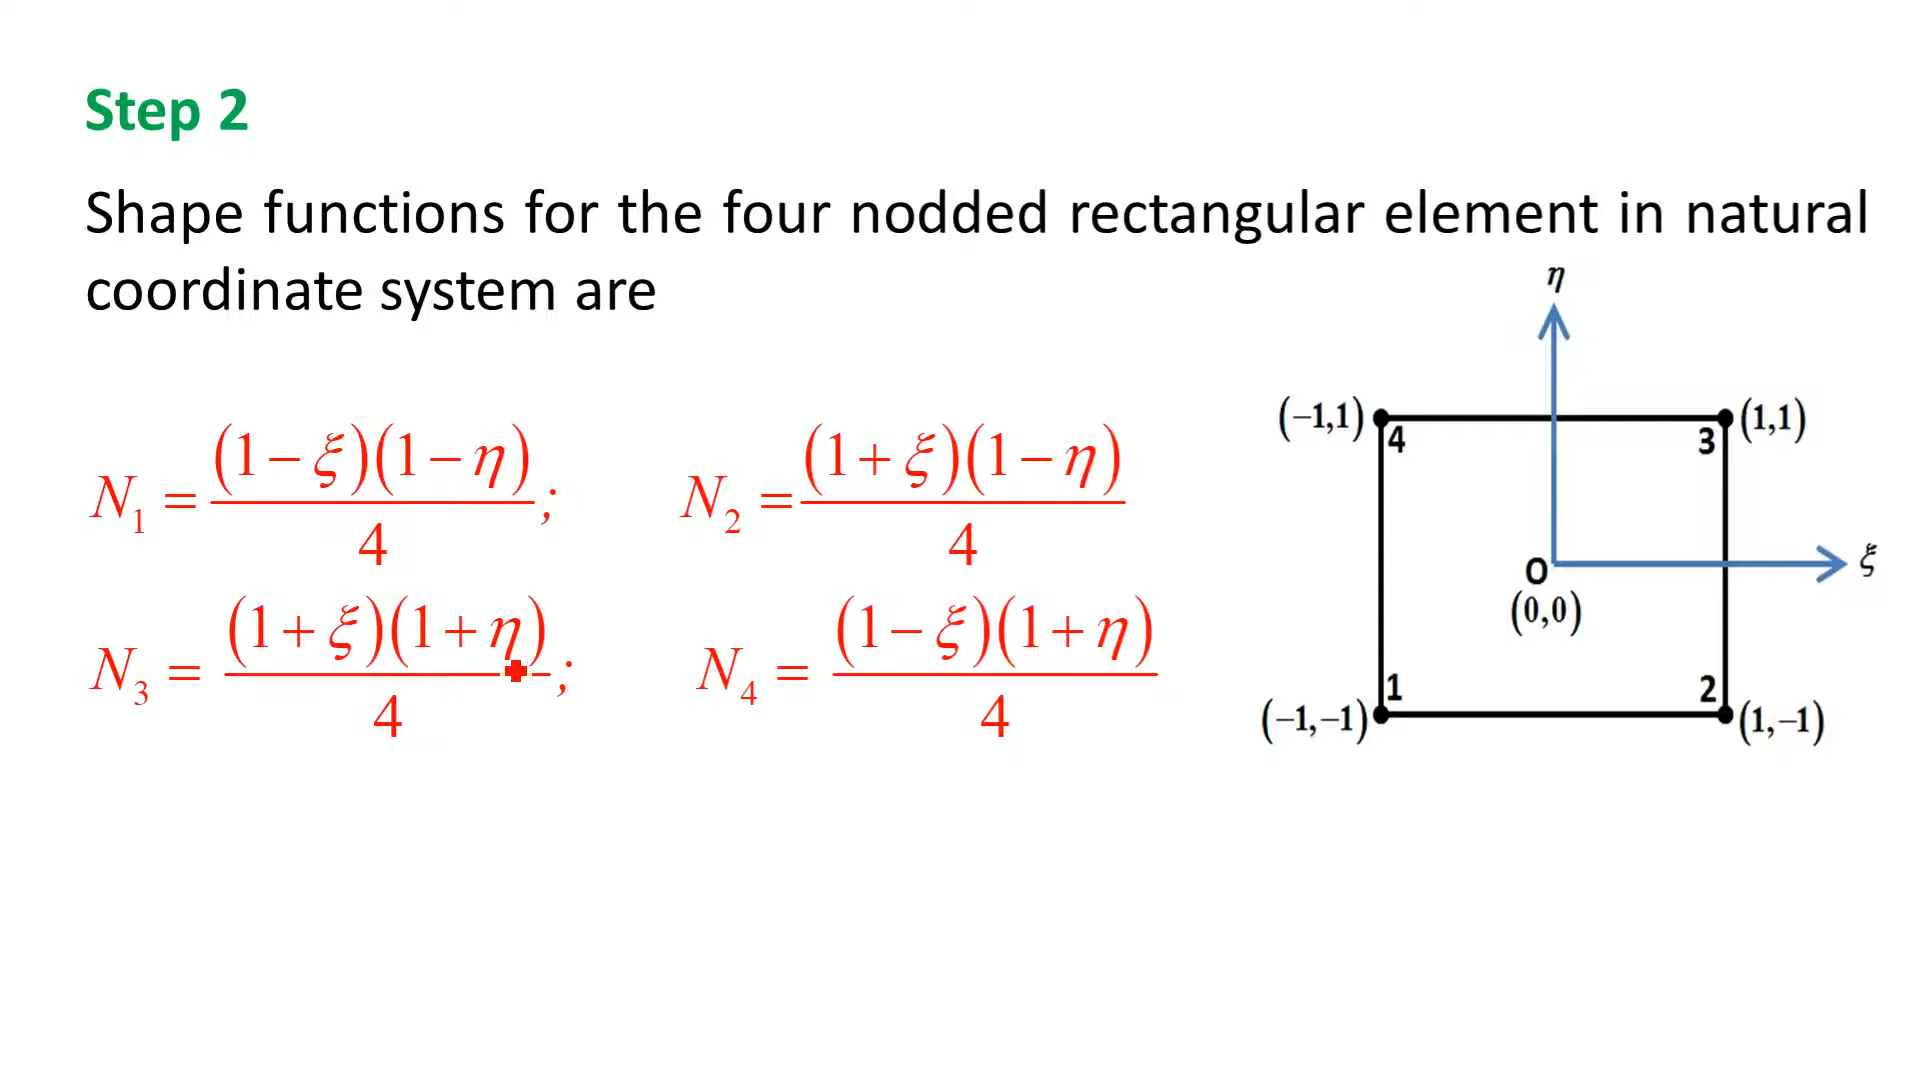 Step 2
Shape functions for the four nodded rectangular element in natural
coordinate system are
N₁ = (1 − ξ)(1 − η) / 4 ;
N₂ = (1 + ξ)(1 − η) / 4
N₃ = (1 + ξ)(1 + η) / 4 ;
N₄ = (1 − ξ)(1 + η) / 4
η
(−1,1)
4
3
(1,1)
ξ
O
(0,0)
1
2
(−1,−1)
(1,−1)